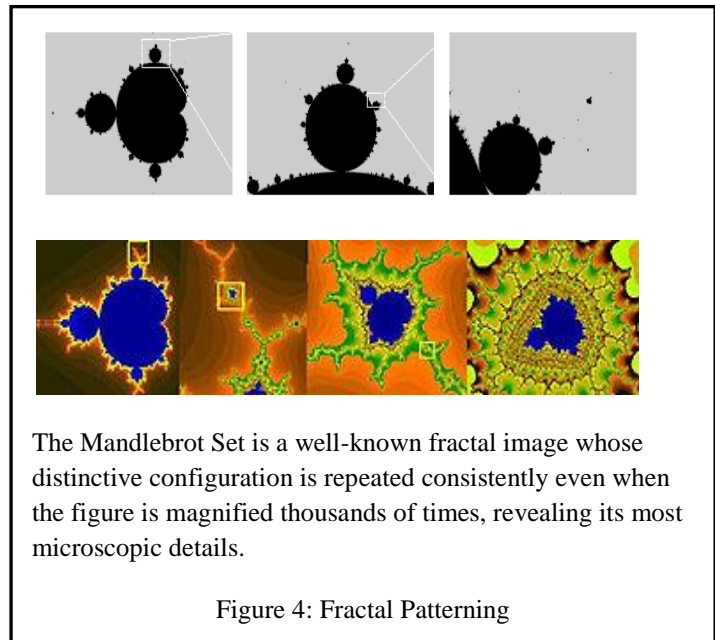 The Mandlebrot Set is a well-known fractal image whose
distinctive configuration is repeated consistently even when
the figure is magnified thousands of times, revealing its most
microscopic details.
Figure 4: Fractal Patterning